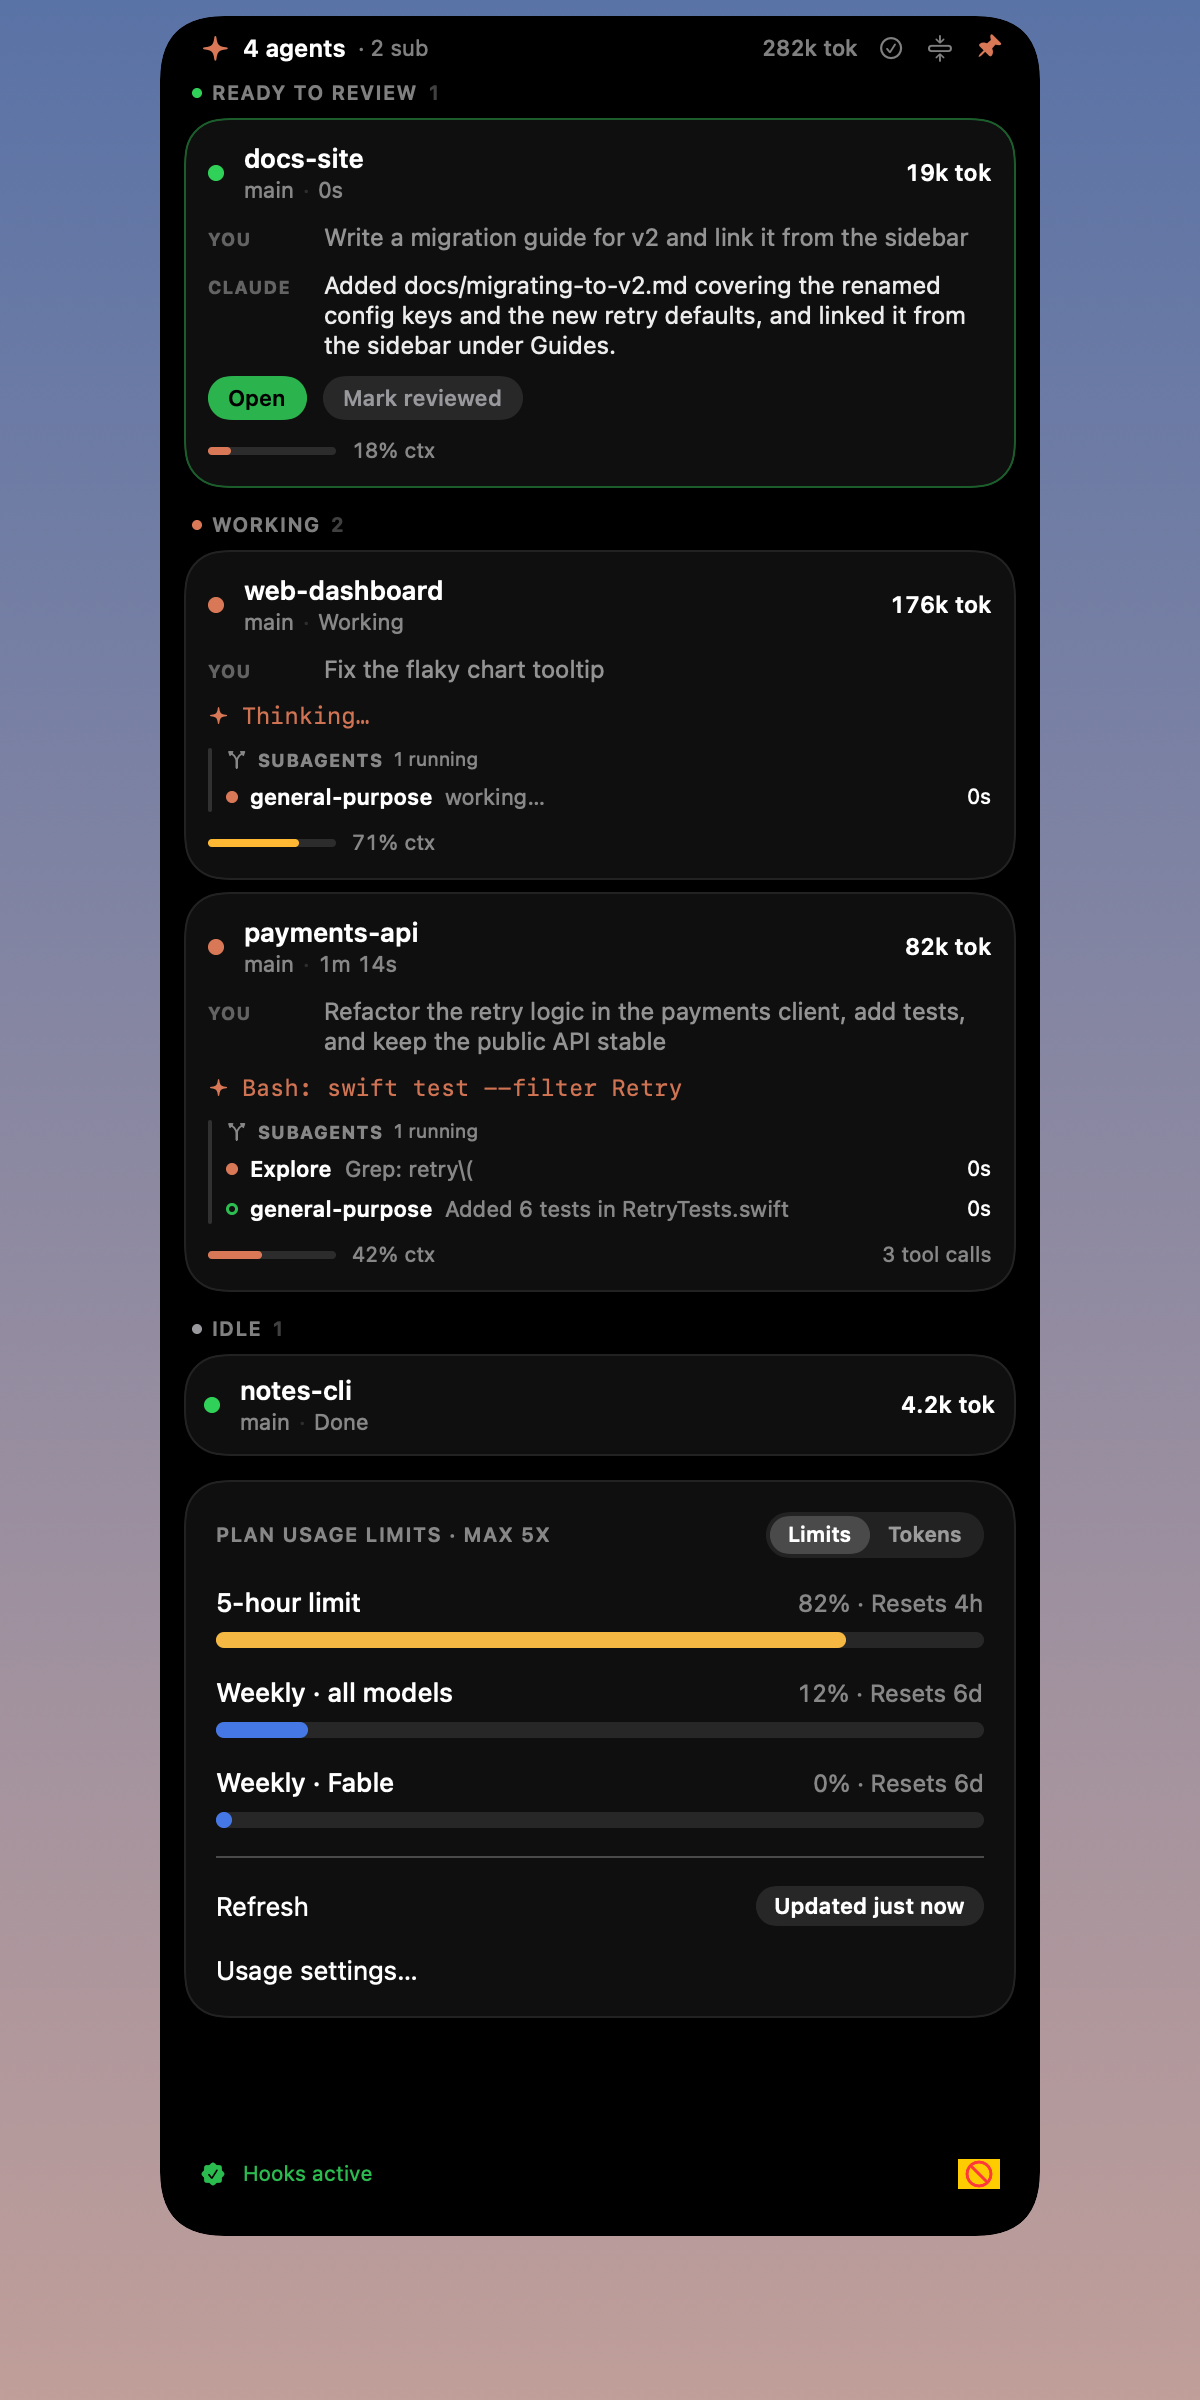 4 agents · 2 sub 282k tok
READY TO REVIEW 1
docs-site
main · 0s
19k tok
YOU Write a migration guide for v2 and link it from the sidebar
CLAUDE Added docs/migrating-to-v2.md covering the renamed
config keys and the new retry defaults, and linked it from
the sidebar under Guides.
Open Mark reviewed
18% ctx
WORKING 2
web-dashboard
main · Working
176k tok
YOU Fix the flaky chart tooltip
Thinking…
SUBAGENTS 1 running
general-purpose working… 0s
71% ctx
payments-api
main · 1m 14s
82k tok
YOU Refactor the retry logic in the payments client, add tests,
and keep the public API stable
Bash: swift test --filter Retry
SUBAGENTS 1 running
Explore Grep: retry\( 0s
general-purpose Added 6 tests in RetryTests.swift 0s
42% ctx 3 tool calls
IDLE 1
notes-cli
main · Done
4.2k tok
PLAN USAGE LIMITS · MAX 5X Limits Tokens
5-hour limit 82% · Resets 4h
Weekly · all models 12% · Resets 6d
Weekly · Fable 0% · Resets 6d
Refresh Updated just now
Usage settings...
Hooks active